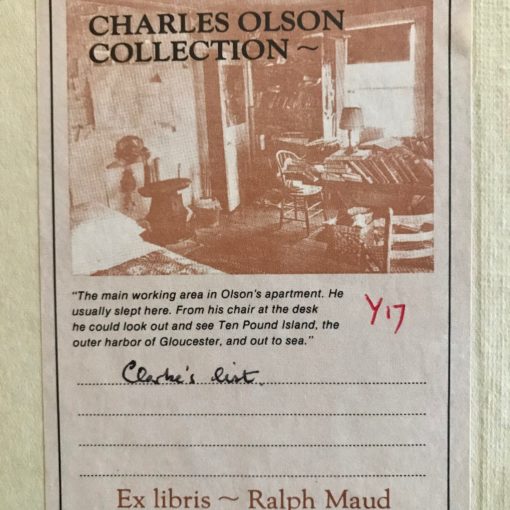 CHARLES OLSON
COLLECTION ~
"The main working area in Olson's apartment. He
usually slept here. From his chair at the desk
he could look out and see Ten Pound Island, the
outer harbor of Gloucester, and out to sea."
Y17
Clarke's list.
Ex libris ~ Ralph Maud